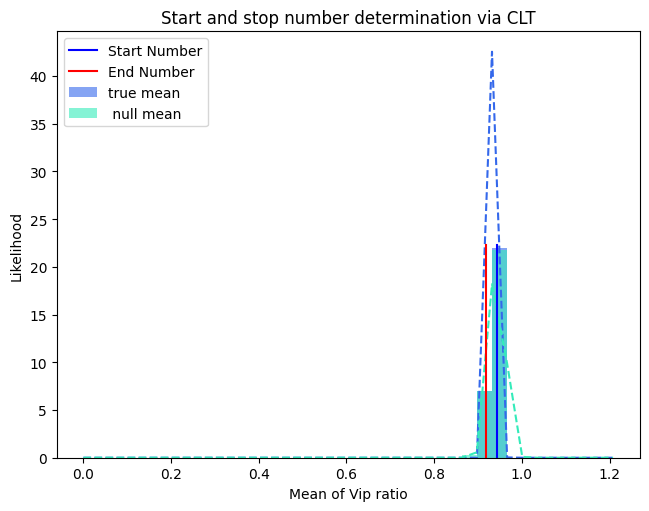 Start and stop number determination via CLT
Start Number
End Number
true mean
null mean
Likelihood
40
35
30
25
20
15
10
5
0
0.0 0.2 0.4 0.6 0.8 1.0 1.2
Mean of Vip ratio